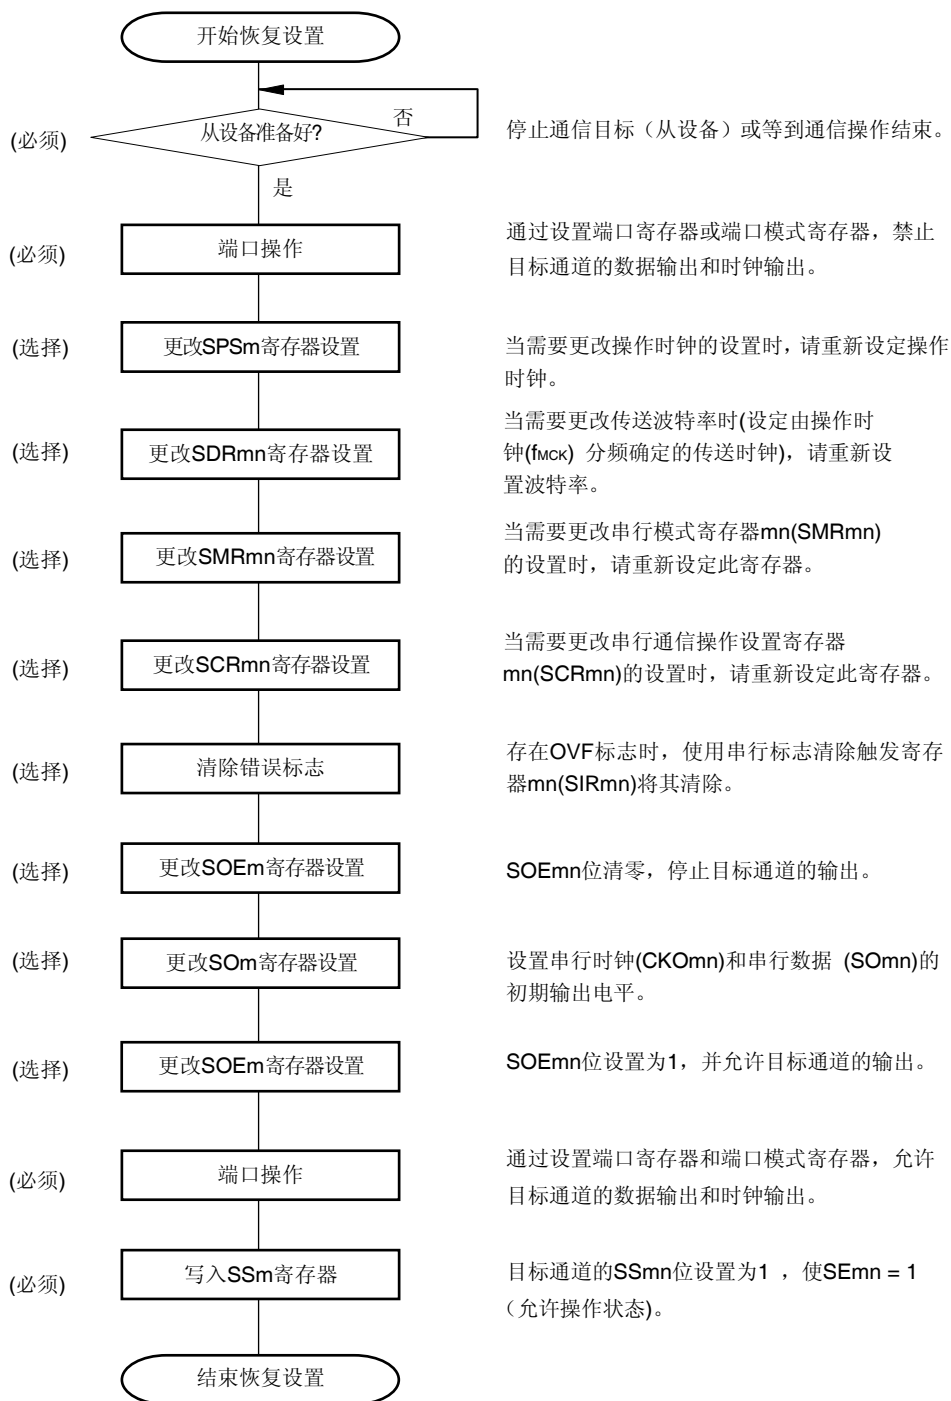 开始恢复设置
否
(必须)
从设备准备好?
停止通信目标（从设备）或等到通信操作结束。
是
(必须)
端口操作
通过设置端口寄存器或端口模式寄存器，禁止
目标通道的数据输出和时钟输出。
(选择)
更改SPSm寄存器设置
当需要更改操作时钟的设置时，请重新设定操作
时钟。
(选择)
更改SDRmn寄存器设置
当需要更改传送波特率时(设定由操作时
钟(fMCK) 分频确定的传送时钟)，请重新设
置波特率。
(选择)
更改SMRmn寄存器设置
当需要更改串行模式寄存器mn(SMRmn)
的设置时，请重新设定此寄存器。
(选择)
更改SCRmn寄存器设置
当需要更改串行通信操作设置寄存器
mn(SCRmn)的设置时，请重新设定此寄存器。
(选择)
清除错误标志
存在OVF标志时，使用串行标志清除触发寄存
器mn(SIRmn)将其清除。
(选择)
更改SOEm寄存器设置
SOEmn位清零，停止目标通道的输出。
(选择)
更改SOm寄存器设置
设置串行时钟(CKOmn)和串行数据 (SOmn)的
初期输出电平。
(选择)
更改SOEm寄存器设置
SOEmn位设置为1，并允许目标通道的输出。
(必须)
端口操作
通过设置端口寄存器和端口模式寄存器，允许
目标通道的数据输出和时钟输出。
(必须)
写入SSm寄存器
目标通道的SSmn位设置为1 ，使SEmn = 1
（允许操作状态)。
结束恢复设置